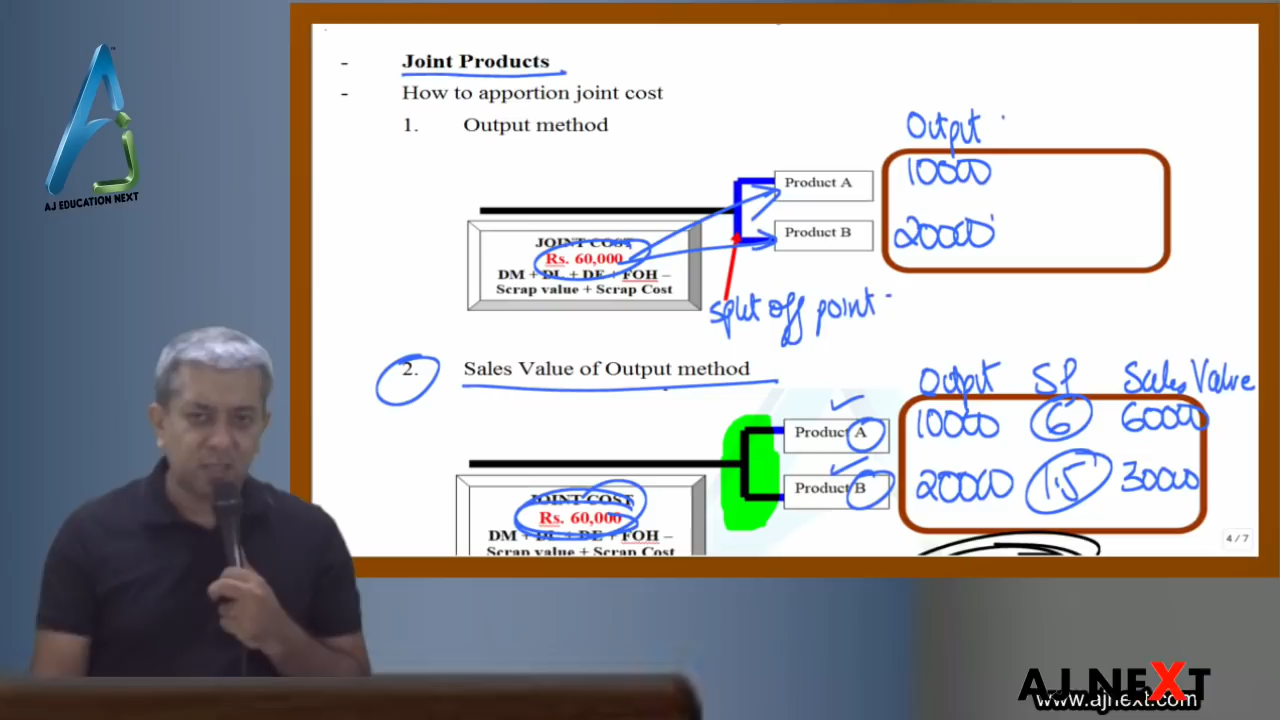 - Joint Products
- How to apportion joint cost
1. Output method
Output
10000
20000
Product A
Product B
JOINT COST
Rs. 60,000
DM + DL + DE + FOH –
Scrap value + Scrap Cost
split off point
2. Sales Value of Output method
Output SP Sales Value
10000 6 60000
20000 1.5 30000
Product A
Product B
JOINT COST
Rs. 60,000
DM + DL + DE + FOH –
Scrap value + Scrap Cost
4 / 7
AJ EDUCATION NEXT
AJ NEXT
www.ajnext.com